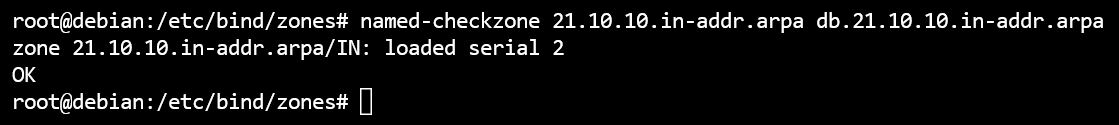 root@debian:/etc/bind/zones# named-checkzone 21.10.10.in-addr.arpa db.21.10.10.in-addr.arpa
zone 21.10.10.in-addr.arpa/IN: loaded serial 2
OK
root@debian:/etc/bind/zones#